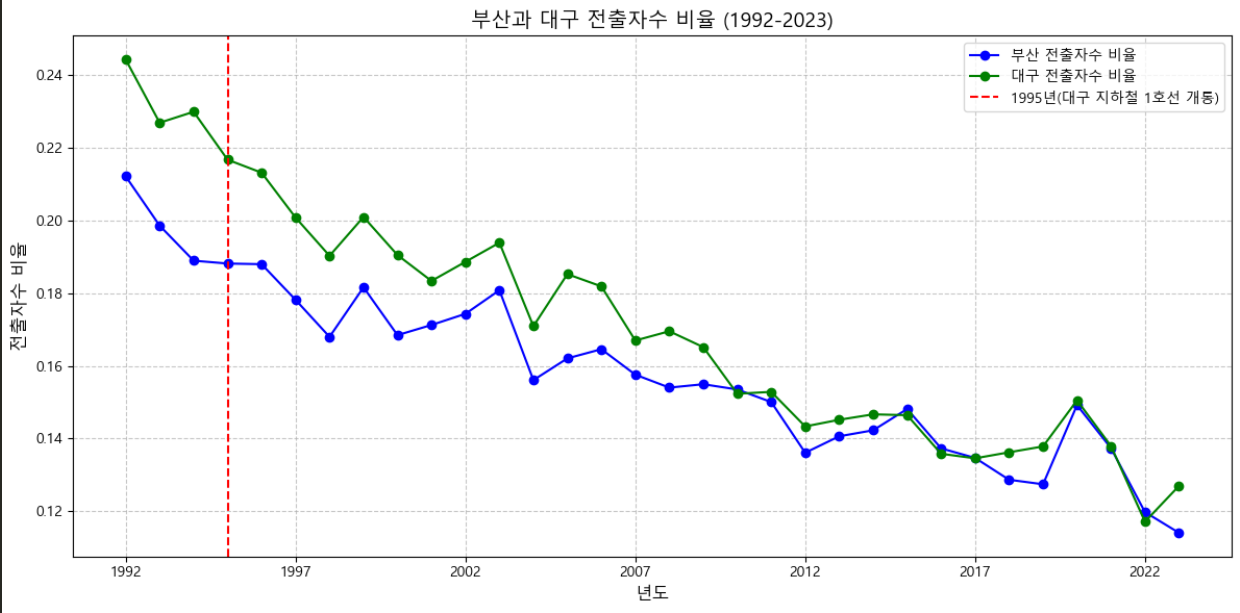 부산과 대구 전출자수 비율 (1992-2023)
부산 전출자수 비율
대구 전출자수 비율
1995년(대구 지하철 1호선 개통)
전출자수 비율
0.24
0.22
0.20
0.18
0.16
0.14
0.12
1992
1997
2002
2007
2012
2017
2022
년도